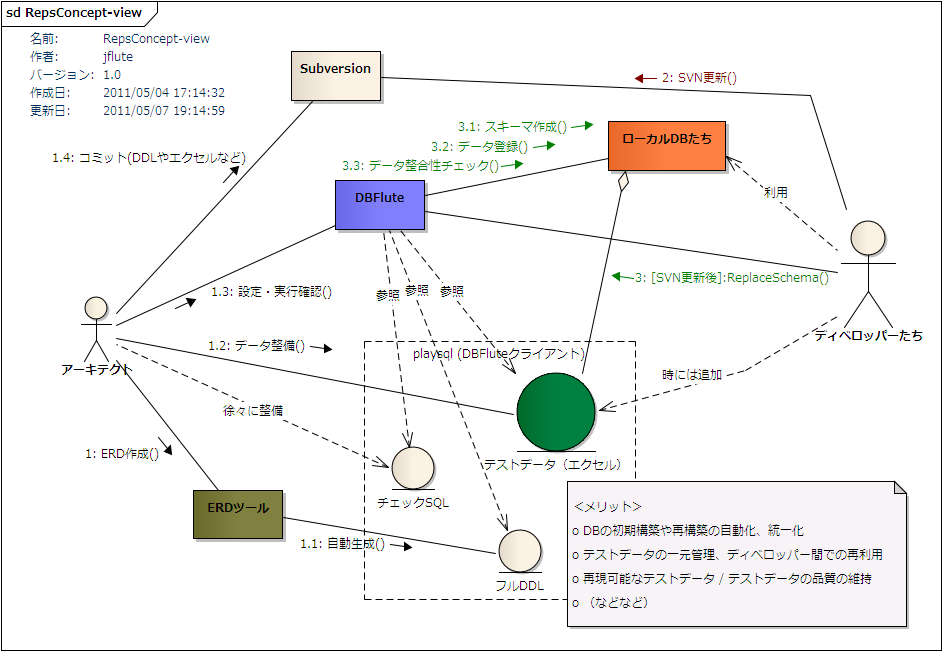 sd RepsConcept-view
名前: RepsConcept-view
作者: jflute
バージョン: 1.0
作成日: 2011/05/04 17:14:32
更新日: 2011/05/07 19:14:59
Subversion
2: SVN更新()
3.1: スキーマ作成()
ローカルDBたち
3.2: データ登録()
1.4: コミット(DDLやエクセルなど)
3.3: データ整合性チェック()
DBFlute
利用
3: [SVN更新後]:ReplaceSchema()
1.3: 設定・実行確認()
参照
参照
参照
ディベロッパーたち
1.2: データ整備()
playsql (DBFluteクライアント)
アーキテクト
時には追加
徐々に整備
1: ERD作成()
テストデータ（エクセル）
チェックSQL
ERDツール
1.1: 自動生成()
フルDDL
＜メリット＞
o DBの初期構築や再構築の自動化、統一化
o テストデータの一元管理、ディベロッパー間での再利用
o 再現可能なテストデータ / テストデータの品質の維持
o （などなど）